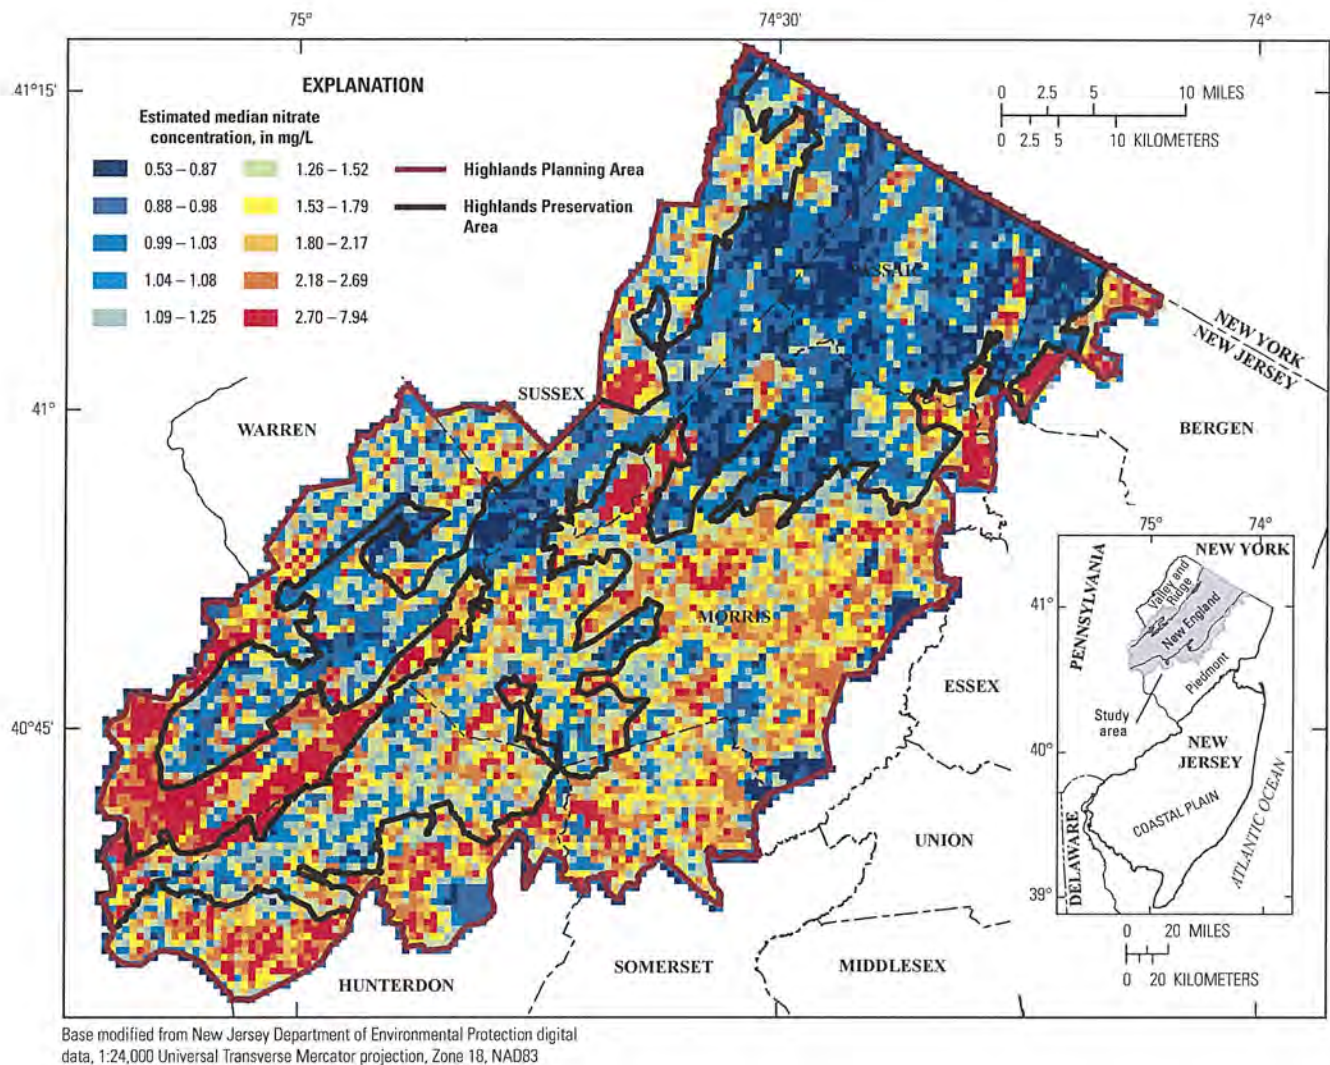 75°
74°30'
74°
41°15'
41°
40°45'
EXPLANATION
Estimated median nitrate
concentration, in mg/L
0.53 – 0.87
0.88 – 0.98
0.99 – 1.03
1.04 – 1.08
1.09 – 1.25
1.26 – 1.52
1.53 – 1.79
1.80 – 2.17
2.18 – 2.69
2.70 – 7.94
Highlands Planning Area
Highlands Preservation
Area
0 2.5 5 10 MILES
0 2.5 5 10 KILOMETERS
PASSAIC
NEW YORK
NEW JERSEY
SUSSEX
WARREN
BERGEN
MORRIS
ESSEX
UNION
HUNTERDON
SOMERSET
MIDDLESEX
75°
74°
41°
40°
39°
PENNSYLVANIA
NEW YORK
Valley and
Ridge
New England
Piedmont
Study
area
NEW
JERSEY
COASTAL PLAIN
DELAWARE
ATLANTIC OCEAN
0 20 MILES
0 20 KILOMETERS
Base modified from New Jersey Department of Environmental Protection digital
data, 1:24,000 Universal Transverse Mercator projection, Zone 18, NAD83